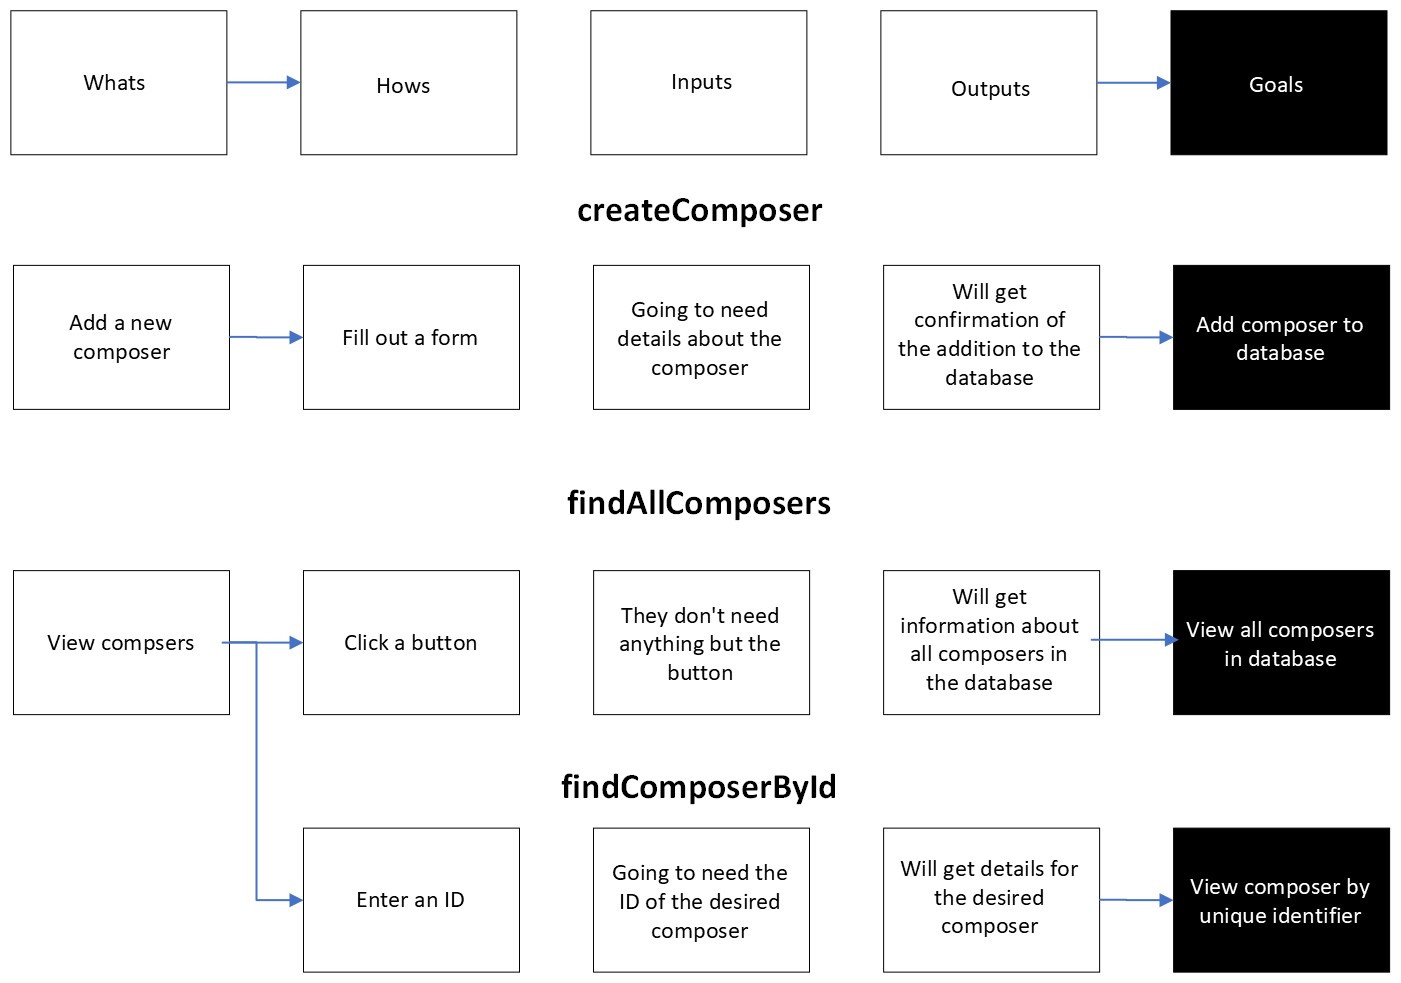 Whats
Hows
Inputs
Outputs
Goals
createComposer
Add a new
composer
Fill out a form
Going to need
details about the
composer
Will get
confirmation of
the addition to the
database
Add composer to
database
findAllComposers
View compsers
Click a button
They don't need
anything but the
button
Will get
information about
all composers in
the database
View all composers
in database
findComposerById
Enter an ID
Going to need the
ID of the desired
composer
Will get details for
the desired
composer
View composer by
unique identifier